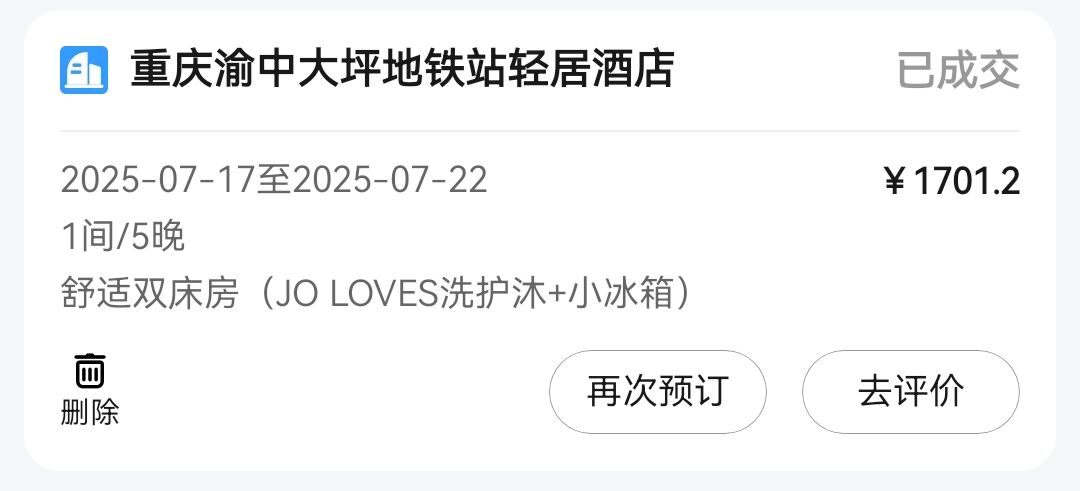 重庆渝中大坪地铁站轻居酒店 已成交
2025-07-17至2025-07-22 ¥1701.2
1间/5晚
舒适双床房（JO LOVES洗护沐+小冰箱）
删除 再次预订 去评价